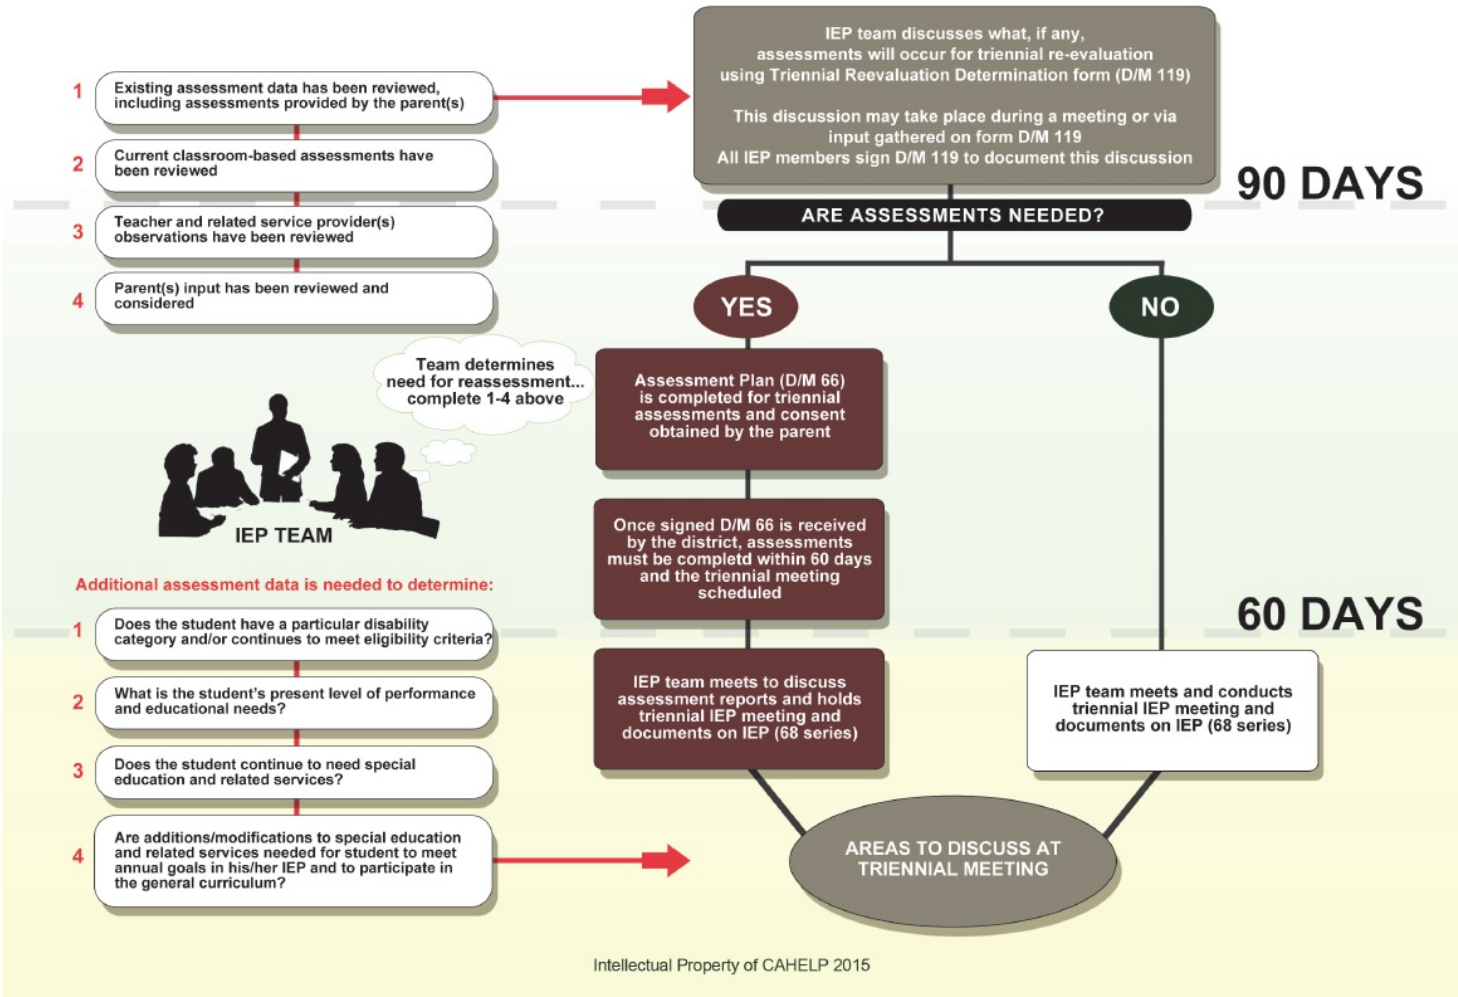 1
Existing assessment data has been reviewed,
including assessments provided by the parent(s)
2
Current classroom-based assessments have
been reviewed
3
Teacher and related service provider(s)
observations have been reviewed
4
Parent(s) input has been reviewed and
considered
IEP team discusses what, if any,
assessments will occur for triennial re-evaluation
using Triennial Reevaluation Determination form (D/M 119)
This discussion may take place during a meeting or via
input gathered on form D/M 119
All IEP members sign D/M 119 to document this discussion
90 DAYS
ARE ASSESSMENTS NEEDED?
YES
NO
Team determines
need for reassessment...
complete 1-4 above
IEP TEAM
Assessment Plan (D/M 66)
is completed for triennial
assessments and consent
obtained by the parent
Once signed D/M 66 is received
by the district, assessments
must be completd within 60 days
and the triennial meeting
scheduled
60 DAYS
IEP team meets to discuss
assessment reports and holds
triennial IEP meeting and
documents on IEP (68 series)
IEP team meets and conducts
triennial IEP meeting and
documents on IEP (68 series)
Additional assessment data is needed to determine:
1
Does the student have a particular disability
category and/or continues to meet eligibility criteria?
2
What is the student's present level of performance
and educational needs?
3
Does the student continue to need special
education and related services?
4
Are additions/modifications to special education
and related services needed for student to meet
annual goals in his/her IEP and to participate in
the general curriculum?
AREAS TO DISCUSS AT
TRIENNIAL MEETING
Intellectual Property of CAHELP 2015